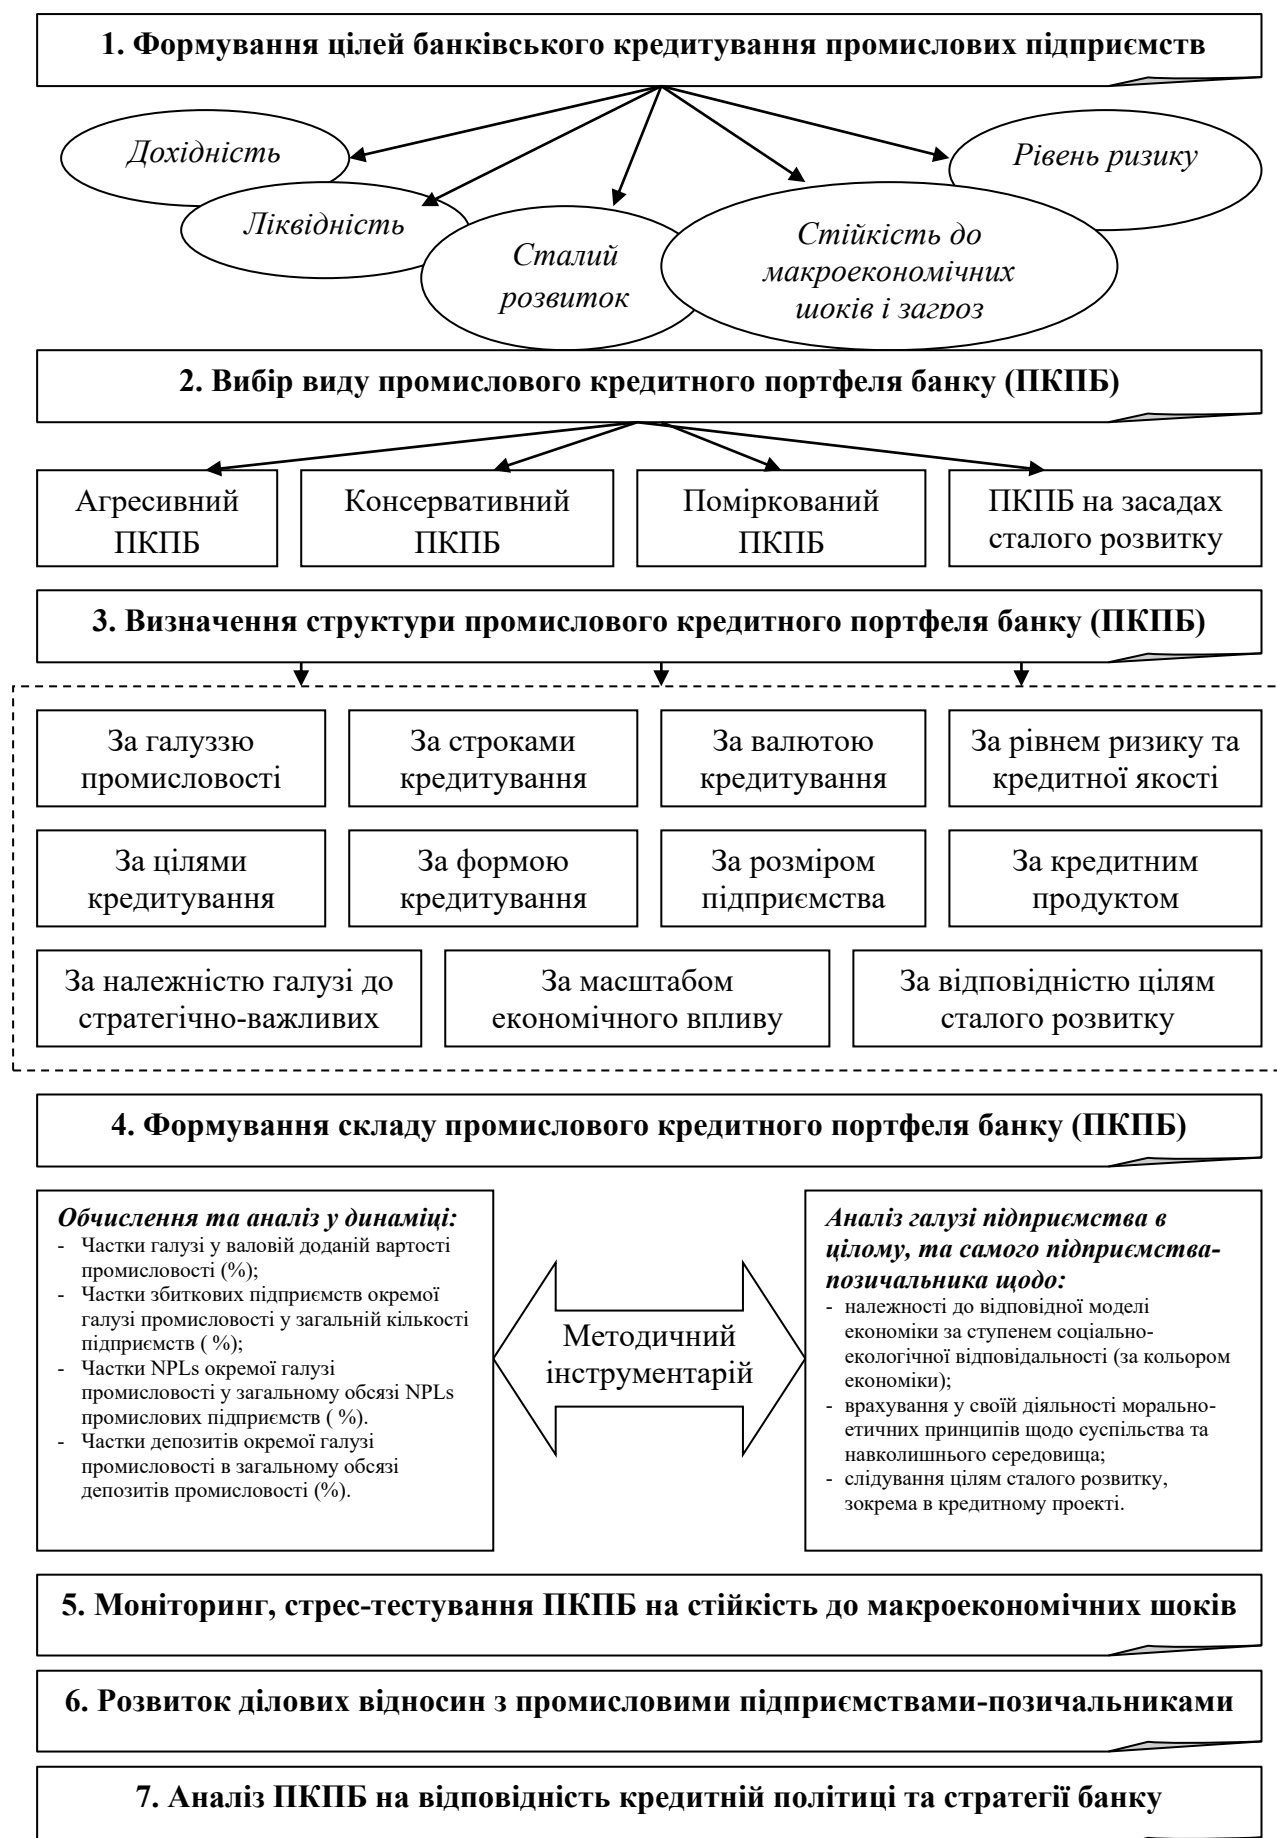 1. Формування цілей банківського кредитування промислових підприємств
Дохідність
Рівень ризику
Ліквідність
Сталий
розвиток
Стійкість до
макроекономічних
шоків і загроз
2. Вибір виду промислового кредитного портфеля банку (ПКПБ)
Агресивний
ПКПБ
Консервативний
ПКПБ
Поміркований
ПКПБ
ПКПБ на засадах
сталого розвитку
3. Визначення структури промислового кредитного портфеля банку (ПКПБ)
За галуззю
промисловості
За строками
кредитування
За валютою
кредитування
За рівнем ризику та
кредитної якості
За цілями
кредитування
За формою
кредитування
За розміром
підприємства
За кредитним
продуктом
За належністю галузі до
стратегічно-важливих
За масштабом
економічного впливу
За відповідністю цілям
сталого розвитку
4. Формування складу промислового кредитного портфеля банку (ПКПБ)
Обчислення та аналіз у динаміці:
- Частки галузі у валовій доданій вартості
промисловості (%);
- Частки збиткових підприємств окремої
галузі промисловості у загальній кількості
підприємств ( %);
- Частки NPLs окремої галузі
промисловості у загальному обсязі NPLs
промислових підприємств ( %).
- Частки депозитів окремої галузі
промисловості в загальному обсязі
депозитів промисловості (%).
Методичний
інструментарій
Аналіз галузі підприємства в
цілому, та самого підприємства-
позичальника щодо:
- належності до відповідної моделі
економіки за ступенем соціально-
екологічної відповідальності (за кольором
економіки);
- врахування у своїй діяльності морально-
етичних принципів щодо суспільства та
навколишнього середовища;
- слідування цілям сталого розвитку,
зокрема в кредитному проекті.
5. Моніторинг, стрес-тестування ПКПБ на стійкість до макроекономічних шоків
6. Розвиток ділових відносин з промисловими підприємствами-позичальниками
7. Аналіз ПКПБ на відповідність кредитній політиці та стратегії банку